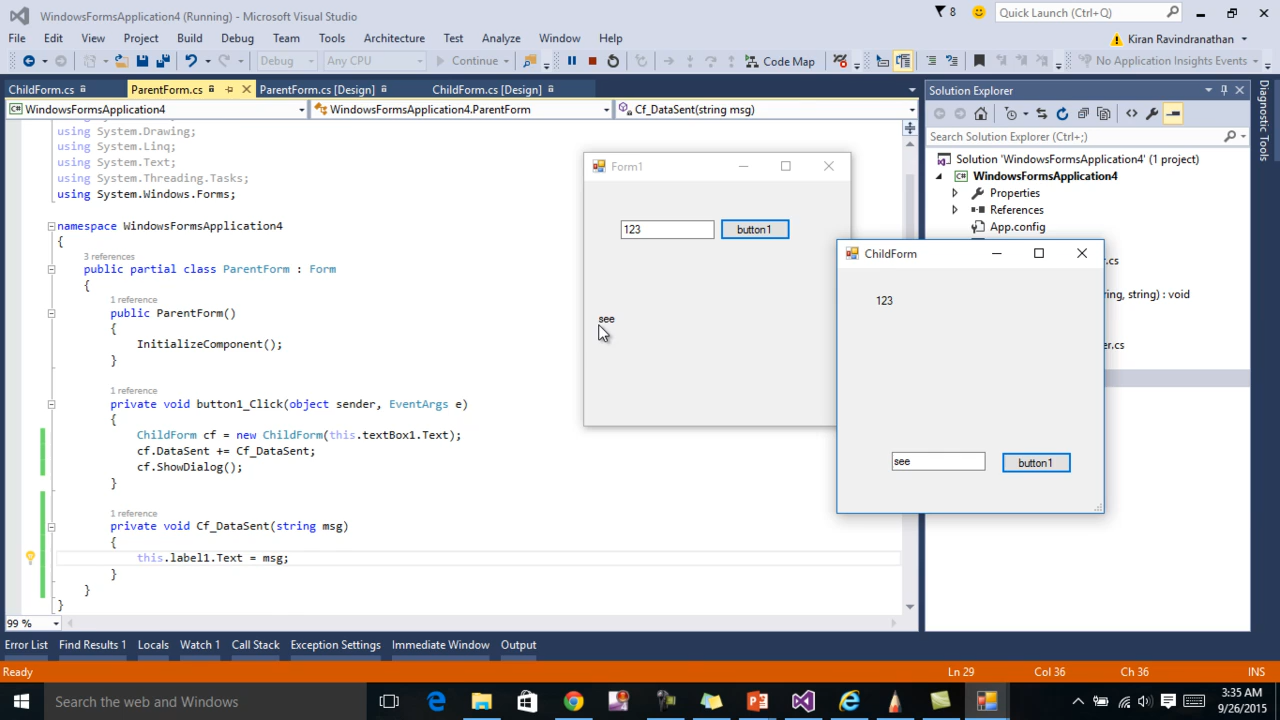 WindowsFormsApplication4 (Running) - Microsoft Visual Studio
8
Quick Launch (Ctrl+Q)
File Edit View Project Build Debug Team Tools Architecture Test Analyze Window Help
Kiran Ravindranathan
Debug Any CPU Continue Code Map No Application Insights Events
ChildForm.cs ParentForm.cs ParentForm.cs [Design] ChildForm.cs [Design]
WindowsFormsApplication4 WindowsFormsApplication4.ParentForm Cf_DataSent(string msg)
using System.Drawing;
using System.Linq;
using System.Text;
using System.Threading.Tasks;
using System.Windows.Forms;
namespace WindowsFormsApplication4
{
3 references
public partial class ParentForm : Form
{
1 reference
public ParentForm()
{
InitializeComponent();
}
1 reference
private void button1_Click(object sender, EventArgs e)
{
ChildForm cf = new ChildForm(this.textBox1.Text);
cf.DataSent += Cf_DataSent;
cf.ShowDialog();
}
1 reference
private void Cf_DataSent(string msg)
{
this.label1.Text = msg;
}
}
}
99 %
Form1
123 button1
see
ChildForm
123
see button1
Solution Explorer
Search Solution Explorer (Ctrl+;)
Solution 'WindowsFormsApplication4' (1 project)
WindowsFormsApplication4
Properties
References
App.config
.cs
ng, string) : void
er.cs
Diagnostic Tools
Error List Find Results 1 Locals Watch 1 Call Stack Exception Settings Immediate Window Output
Ready Ln 29 Col 36 Ch 36 INS
Search the web and Windows
3:35 AM
9/26/2015